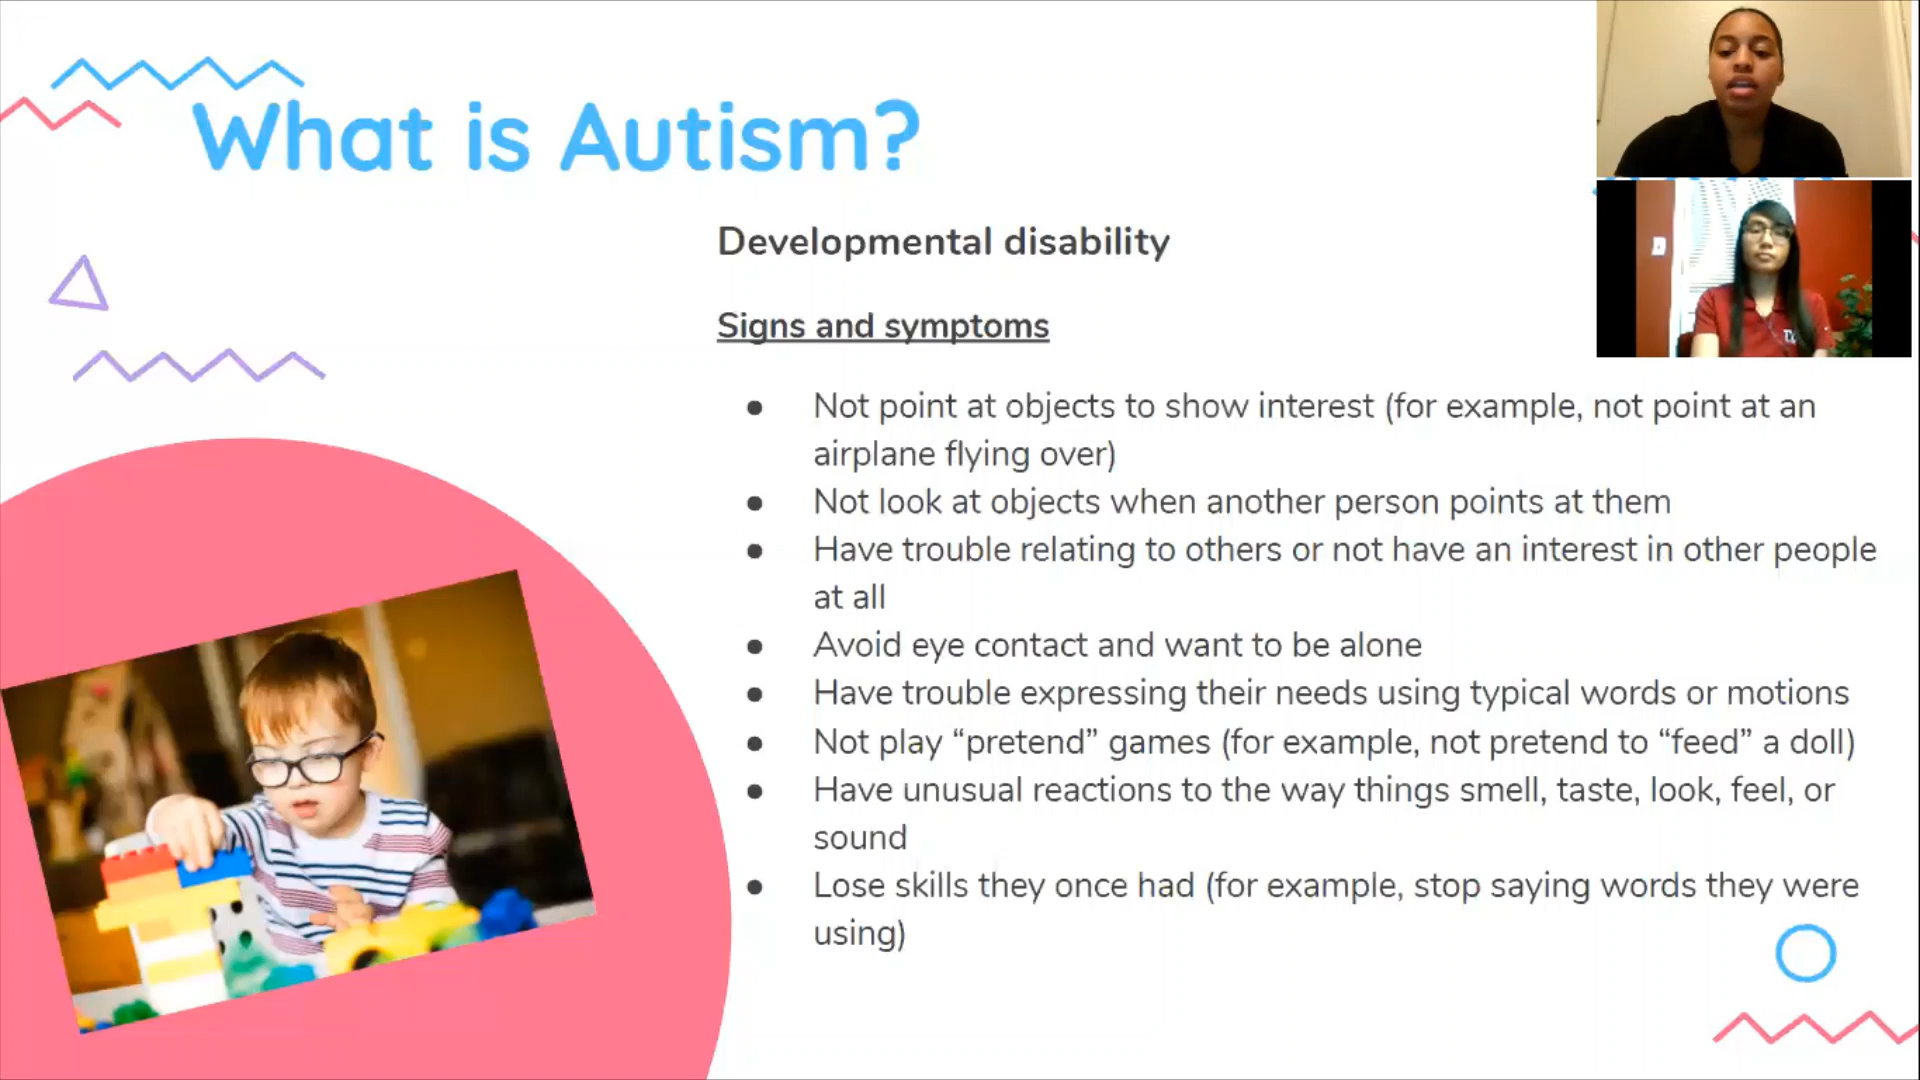 What is Autism?
Developmental disability
Signs and symptoms
● Not point at objects to show interest (for example, not point at an
airplane flying over)
● Not look at objects when another person points at them
● Have trouble relating to others or not have an interest in other people
at all
● Avoid eye contact and want to be alone
● Have trouble expressing their needs using typical words or motions
● Not play “pretend” games (for example, not pretend to “feed” a doll)
● Have unusual reactions to the way things smell, taste, look, feel, or
sound
● Lose skills they once had (for example, stop saying words they were
using)